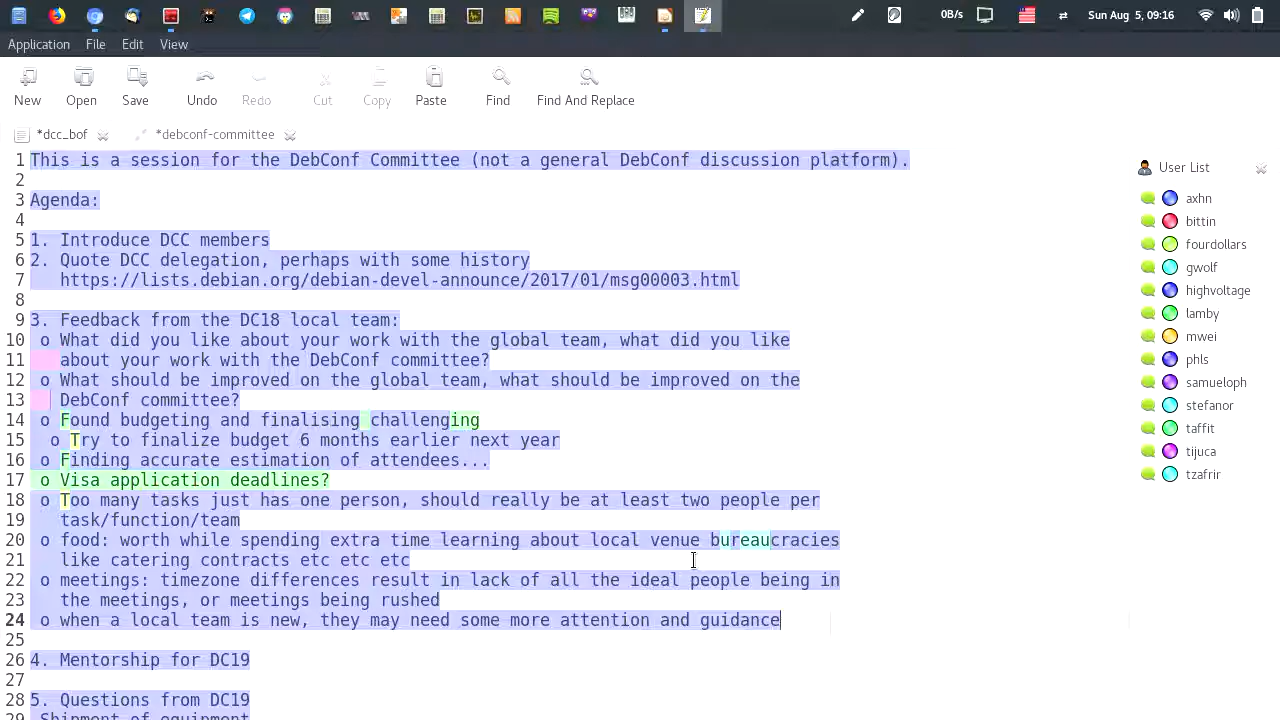 0B/s
Sun Aug 5, 09:16
Application File Edit View
New Open Save Undo Redo Cut Copy Paste Find Find And Replace
*dcc_bof *debconf-committee
1 This is a session for the DebConf Committee (not a general DebConf discussion platform).
2
3 Agenda:
4
5 1. Introduce DCC members
6 2. Quote DCC delegation, perhaps with some history
7 https://lists.debian.org/debian-devel-announce/2017/01/msg00003.html
8
9 3. Feedback from the DC18 local team:
10 o What did you like about your work with the global team, what did you like
11 about your work with the DebConf committee?
12 o What should be improved on the global team, what should be improved on the
13 DebConf committee?
14 o Found budgeting and finalising challenging
15 o Try to finalize budget 6 months earlier next year
16 o Finding accurate estimation of attendees...
17 o Visa application deadlines?
18 o Too many tasks just has one person, should really be at least two people per
19 task/function/team
20 o food: worth while spending extra time learning about local venue bureaucracies
21 like catering contracts etc etc etc
22 o meetings: timezone differences result in lack of all the ideal people being in
23 the meetings, or meetings being rushed
24 o when a local team is new, they may need some more attention and guidance
25
26 4. Mentorship for DC19
27
28 5. Questions from DC19
29 Shipment of equipment
User List
axhn
bittin
fourdollars
gwolf
highvoltage
lamby
mwei
phls
samueloph
stefanor
taffit
tijuca
tzafrir